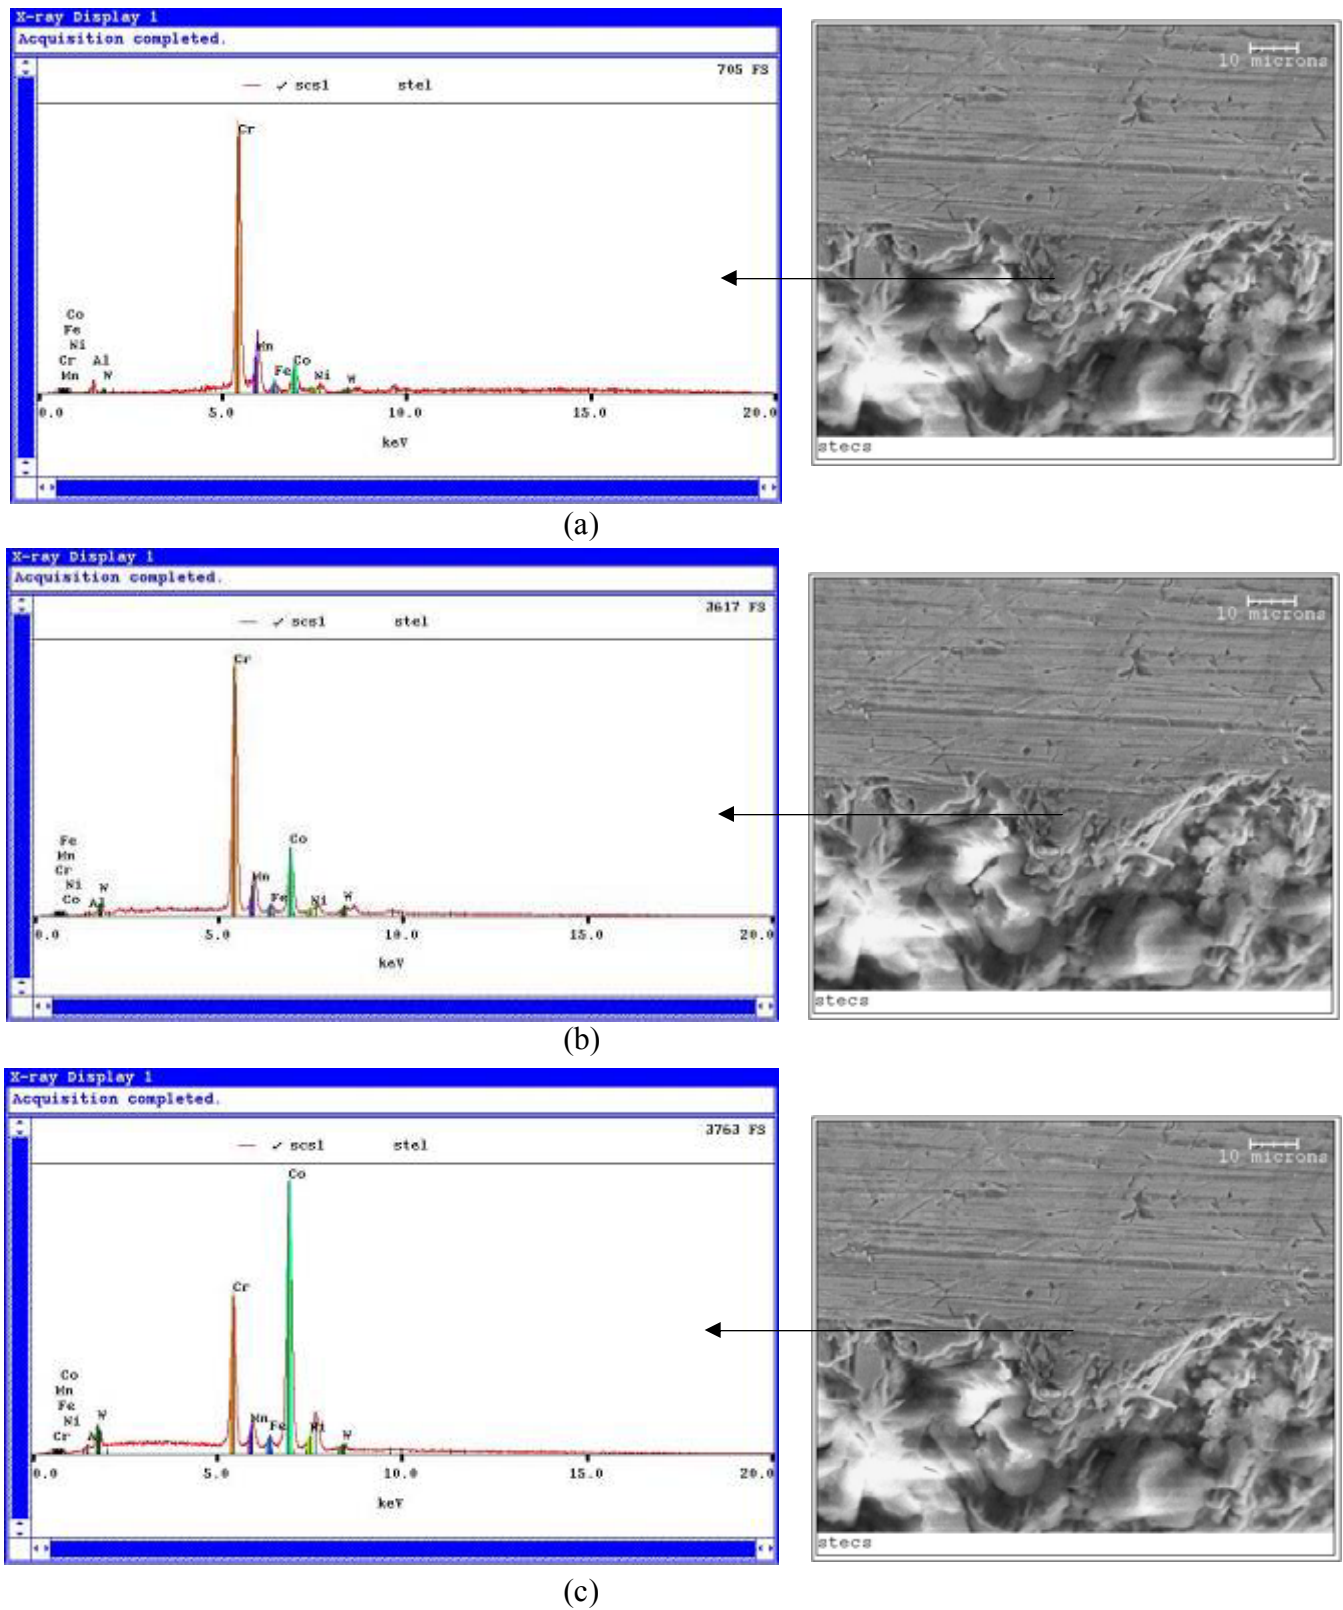 X-ray Display 1
Acquisition completed.
705 FS
scs1 ste1
Cr
Mn
Fe
Co
Ni
W
Co
Fe
Ni
Cr Al
Mn W
0.0 5.0 10.0 15.0 20.0
keV
10 microns
stecs
(a)
X-ray Display 1
Acquisition completed.
3617 FS
scs1 ste1
Cr
Co
Mn
Fe
Ni
W
Fe
Mn
Cr
Ni W
Co Al
0.0 5.0 10.0 15.0 20.0
keV
10 microns
stecs
(b)
X-ray Display 1
Acquisition completed.
3763 FS
scs1 ste1
Co
Cr
Mn
Fe
Ni
W
Co
Mn
Fe
Ni W
Cr
0.0 5.0 10.0 15.0 20.0
keV
10 microns
stecs
(c)